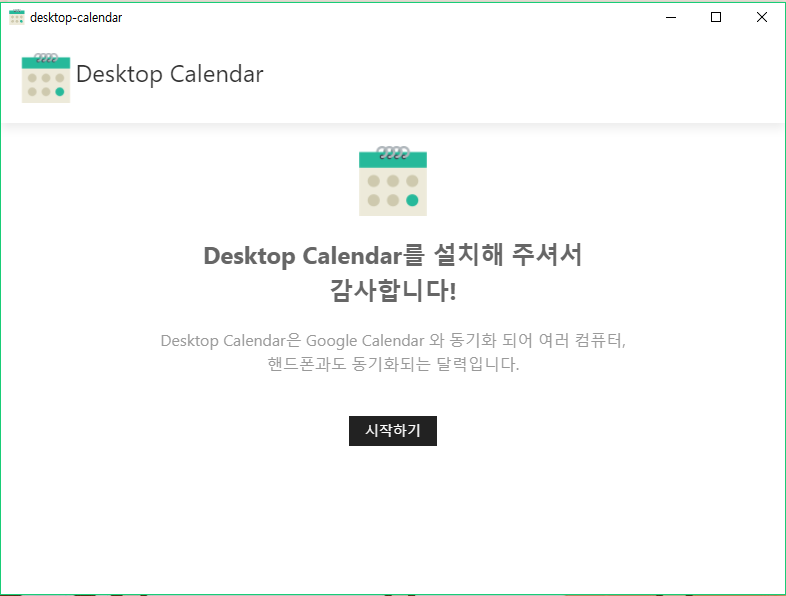 desktop-calendar
Desktop Calendar
Desktop Calendar를 설치해 주셔서
감사합니다!
Desktop Calendar은 Google Calendar 와 동기화 되어 여러 컴퓨터,
핸드폰과도 동기화되는 달력입니다.
시작하기